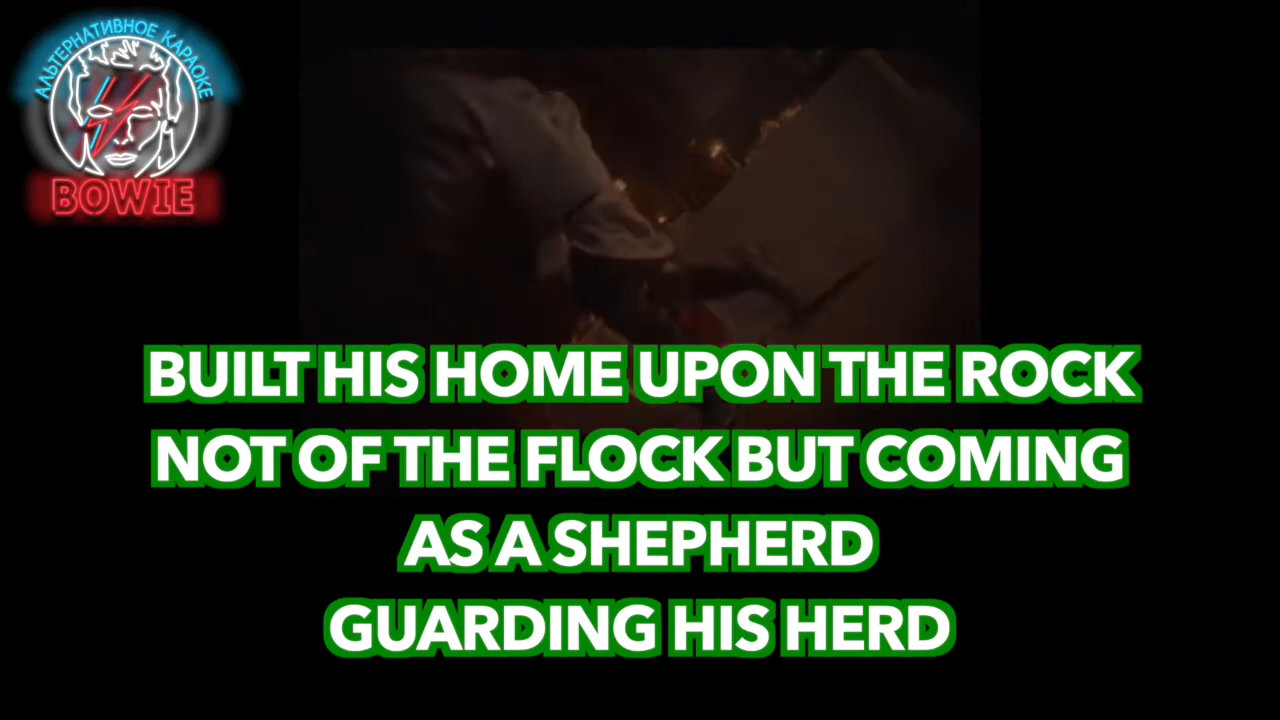 АЛЬТЕРНАТИВНОЕ КАРАОКЕ
BOWIE
BUILT HIS HOME UPON THE ROCK
NOT OF THE FLOCK BUT COMING
AS A SHEPHERD
GUARDING HIS HERD